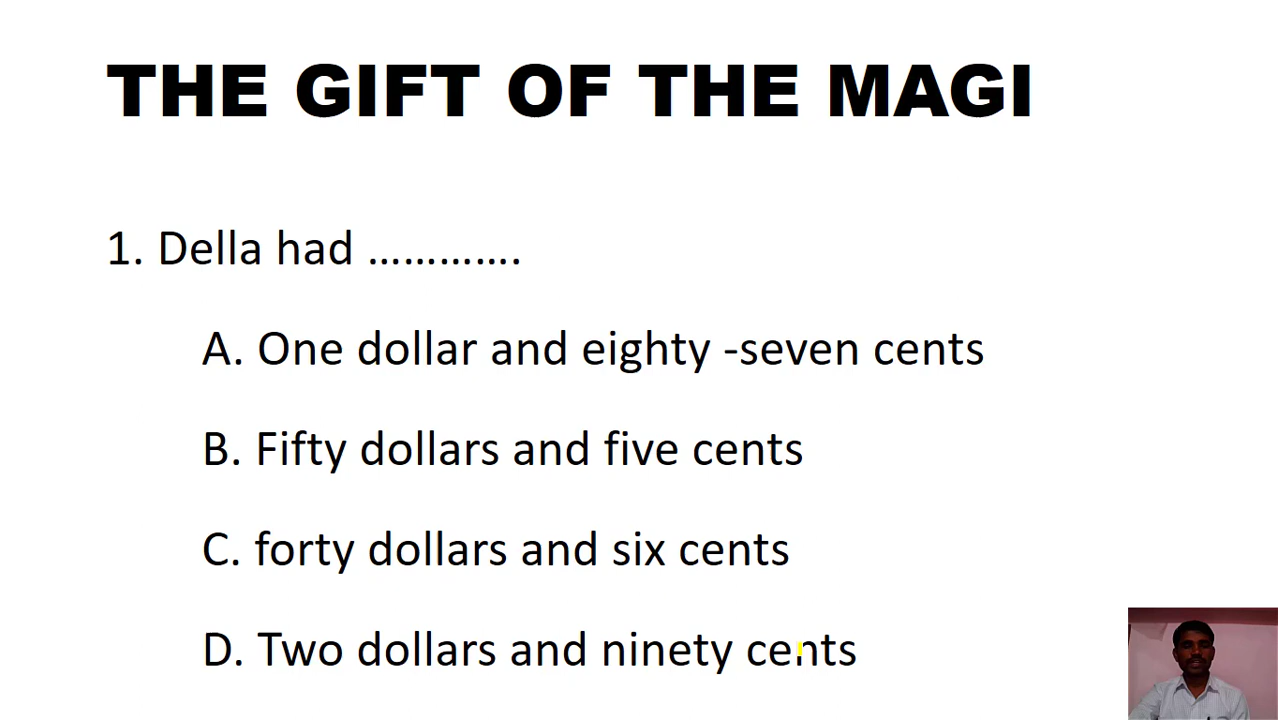 THE GIFT OF THE MAGI
1. Della had ………….
A. One dollar and eighty -seven cents
B. Fifty dollars and five cents
C. forty dollars and six cents
D. Two dollars and ninety cents